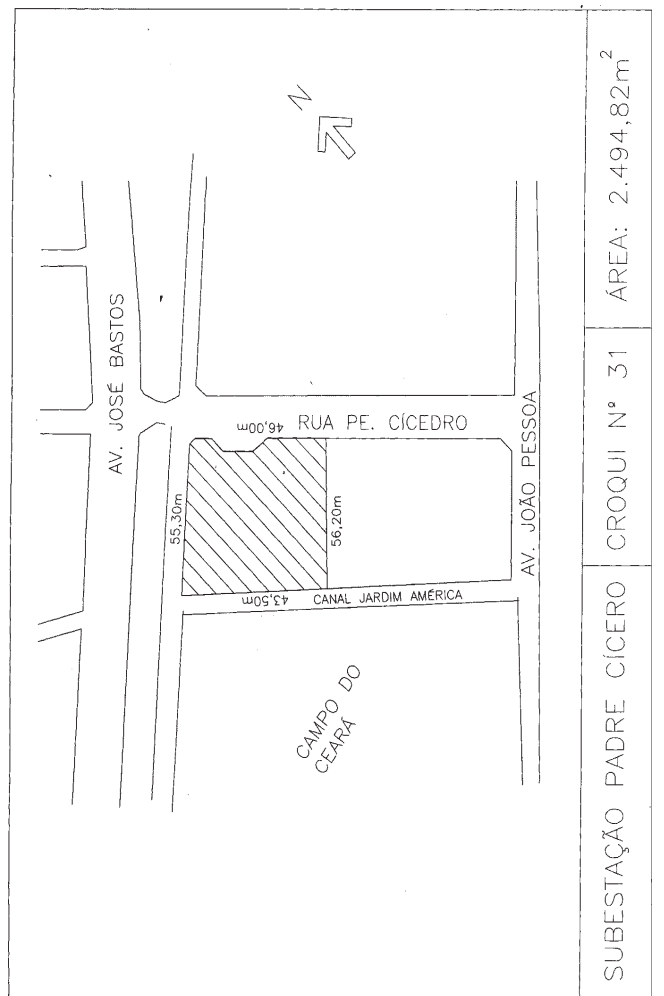 N
AV. JOSÉ BASTOS
46,00m
RUA PE. CÍCEDRO
55,30m
56,20m
AV. JOÃO PESSOA
43,50m
CANAL JARDIM AMÉRICA
CAMPO DO
CEARÁ
SUBESTAÇÃO PADRE CÍCERO
CROQUI N° 31
ÁREA: 2.494,82m²